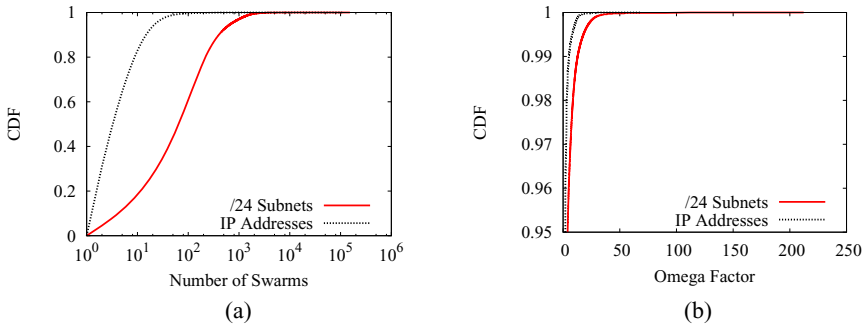 1
0.8
0.6
0.4
0.2
0
CDF
/24 Subnets
IP Addresses
10^0 10^1 10^2 10^3 10^4 10^5 10^6
Number of Swarms
(a)
1
0.99
0.98
0.97
0.96
0.95
CDF
/24 Subnets
IP Addresses
0 50 100 150 200 250
Omega Factor
(b)